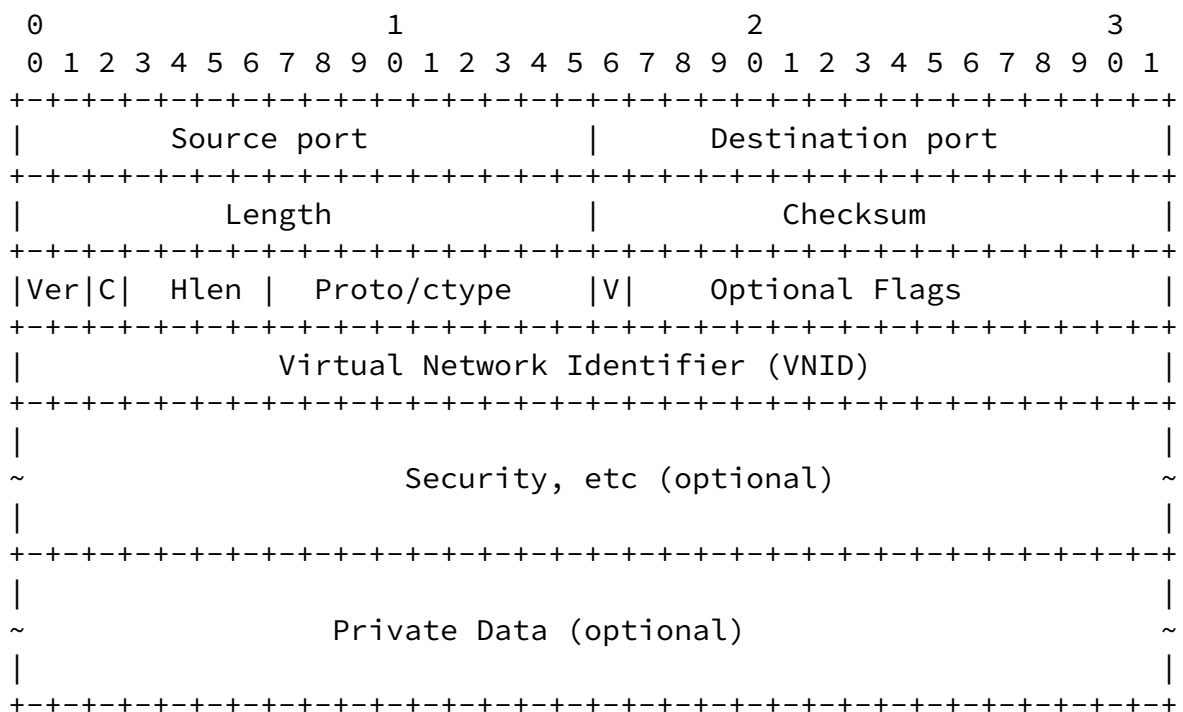 0                   1                   2                   3
 0 1 2 3 4 5 6 7 8 9 0 1 2 3 4 5 6 7 8 9 0 1 2 3 4 5 6 7 8 9 0 1
+-+-+-+-+-+-+-+-+-+-+-+-+-+-+-+-+-+-+-+-+-+-+-+-+-+-+-+-+-+-+-+-+
|        Source port            |      Destination port         |
+-+-+-+-+-+-+-+-+-+-+-+-+-+-+-+-+-+-+-+-+-+-+-+-+-+-+-+-+-+-+-+-+
|           Length              |          Checksum             |
+-+-+-+-+-+-+-+-+-+-+-+-+-+-+-+-+-+-+-+-+-+-+-+-+-+-+-+-+-+-+-+-+
|Ver|C|  Hlen |  Proto/ctype    |V|    Optional Flags           |
+-+-+-+-+-+-+-+-+-+-+-+-+-+-+-+-+-+-+-+-+-+-+-+-+-+-+-+-+-+-+-+-+
|              Virtual Network Identifier (VNID)                |
+-+-+-+-+-+-+-+-+-+-+-+-+-+-+-+-+-+-+-+-+-+-+-+-+-+-+-+-+-+-+-+-+
|                                                               |
~                     Security, etc (optional)                  ~
|                                                               |
+-+-+-+-+-+-+-+-+-+-+-+-+-+-+-+-+-+-+-+-+-+-+-+-+-+-+-+-+-+-+-+-+
|                                                               |
~                 Private Data (optional)                       ~
|                                                               |
+-+-+-+-+-+-+-+-+-+-+-+-+-+-+-+-+-+-+-+-+-+-+-+-+-+-+-+-+-+-+-+-+